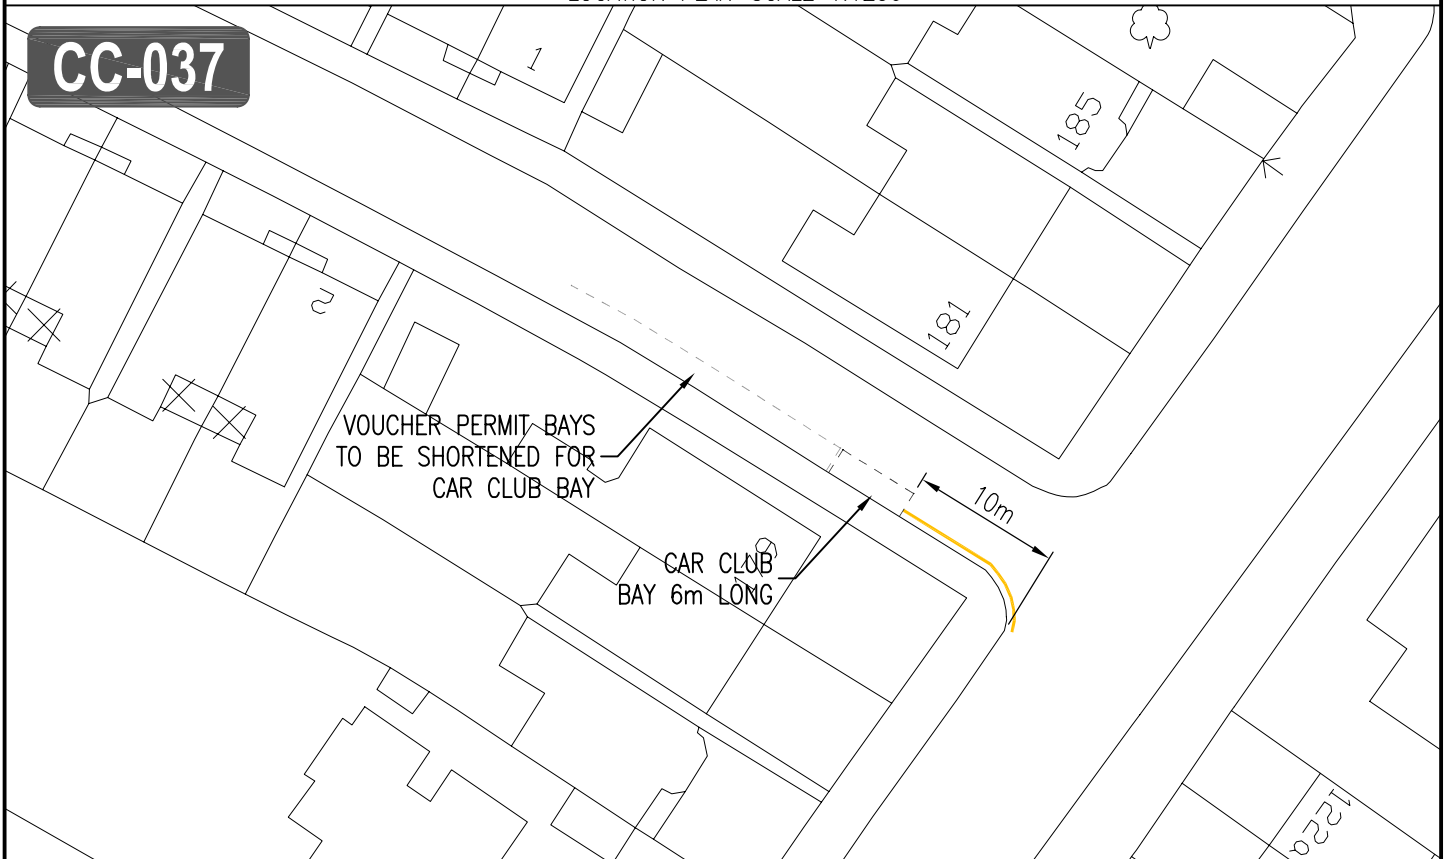 CC-037
1
185
2
181
VOUCHER PERMIT BAYS
TO BE SHORTENED FOR
CAR CLUB BAY
10m
CAR CLUB
BAY 6m LONG
122a